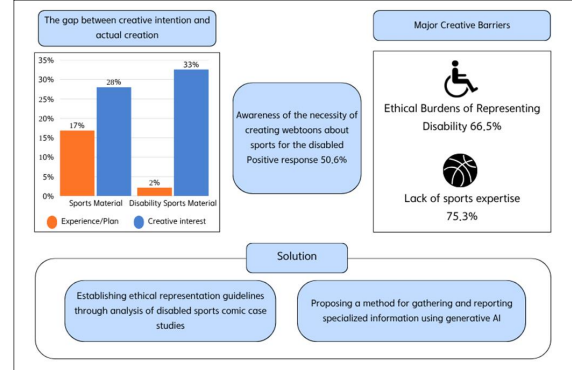 The gap between creative intention and
actual creation
35%
30%
25%
20%
15%
10%
5%
0%
17%
28%
2%
33%
Sports Material
Disability Sports Material
Experience/Plan
Creative interest
Awareness of the necessity of
creating webtoons about
sports for the disabled
Positive response 50,6%
Major Creative Barriers
Ethical Burdens of Representing
Disability 66,5%
Lack of sports expertise
75,3%
Solution
Establishing ethical representation guidelines
through analysis of disabled sports comic case
studies
Proposing a method for gathering and reporting
specialized information using generative AI